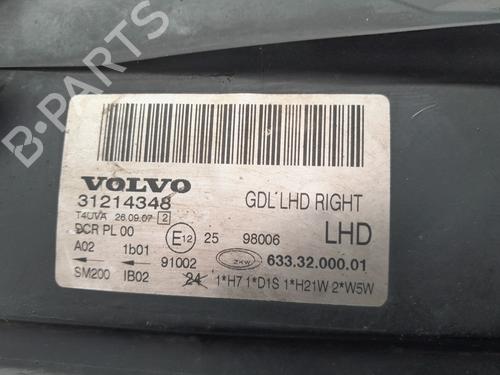 B-PARTS
VOLVO
31214348
GDL LHD RIGHT
T4UVA 26.09.07 2
DCR PL 00
E12 25 98006 LHD
A02 1b01
91002 ZKW 633.32.000.01
SM200 IB02 24 1*H7 1*D1S 1*H21W 2*W5W